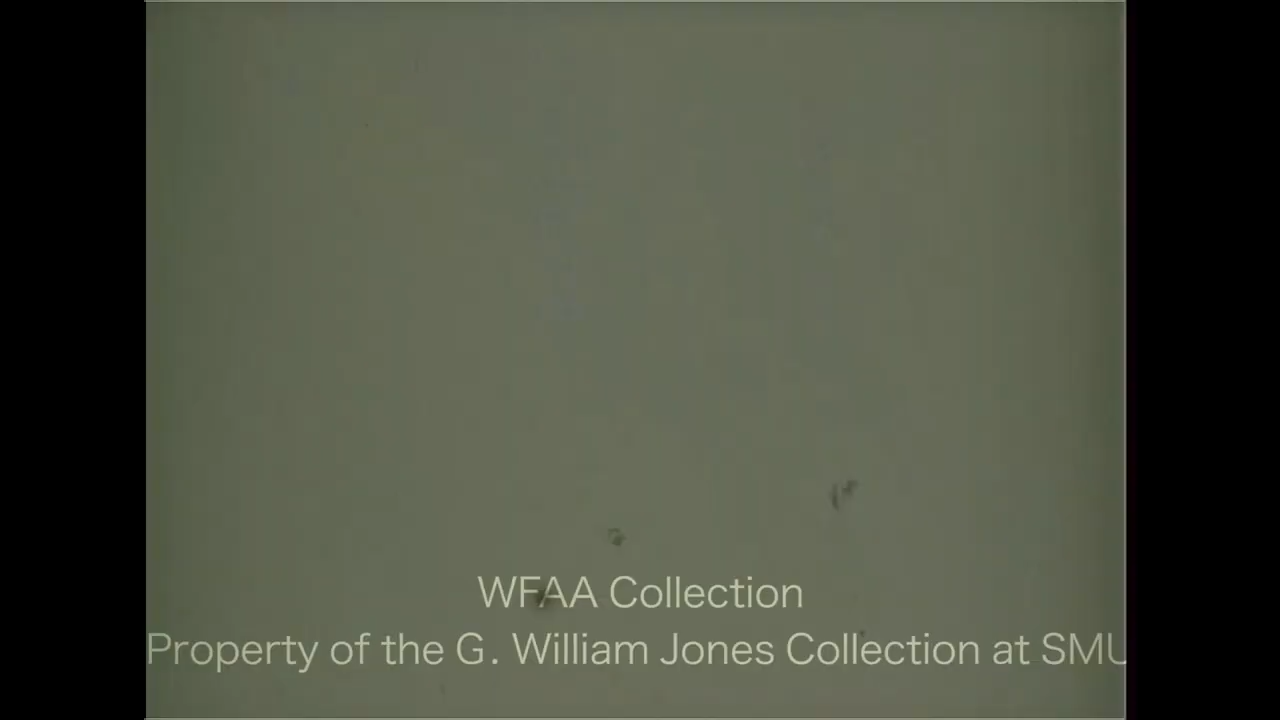 WFAA Collection
Property of the G. William Jones Collection at SMU